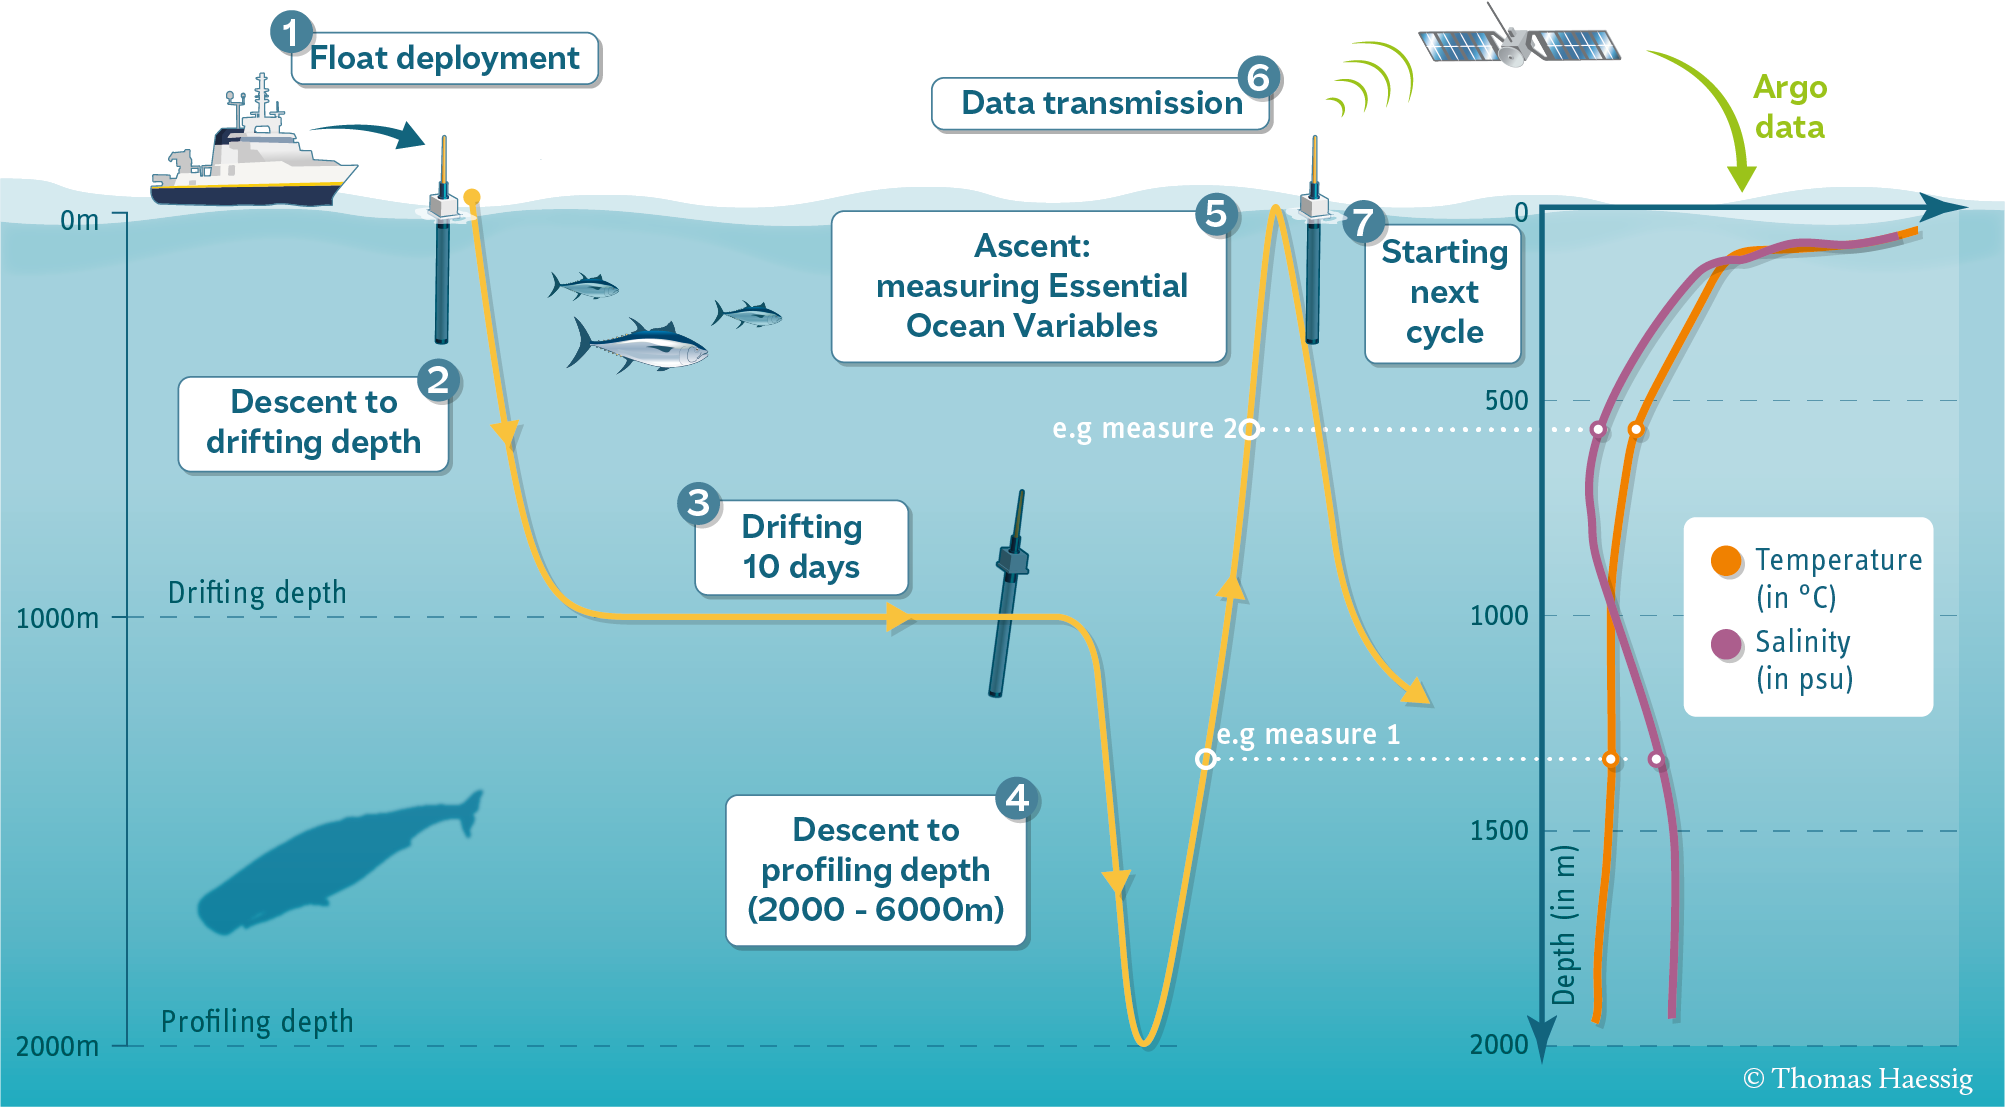 1
Float deployment
0m
2
Descent to
drifting depth
Drifting depth
1000m
3
Drifting
10 days
4
Descent to
profiling depth
(2000 - 6000m)
Profiling depth
2000m
5
Ascent:
measuring Essential
Ocean Variables
e.g measure 2
e.g measure 1
6
Data transmission
7
Starting
next
cycle
Argo
data
0
500
1000
1500
2000
Depth (in m)
Temperature
(in °C)
Salinity
(in psu)
© Thomas Haessig